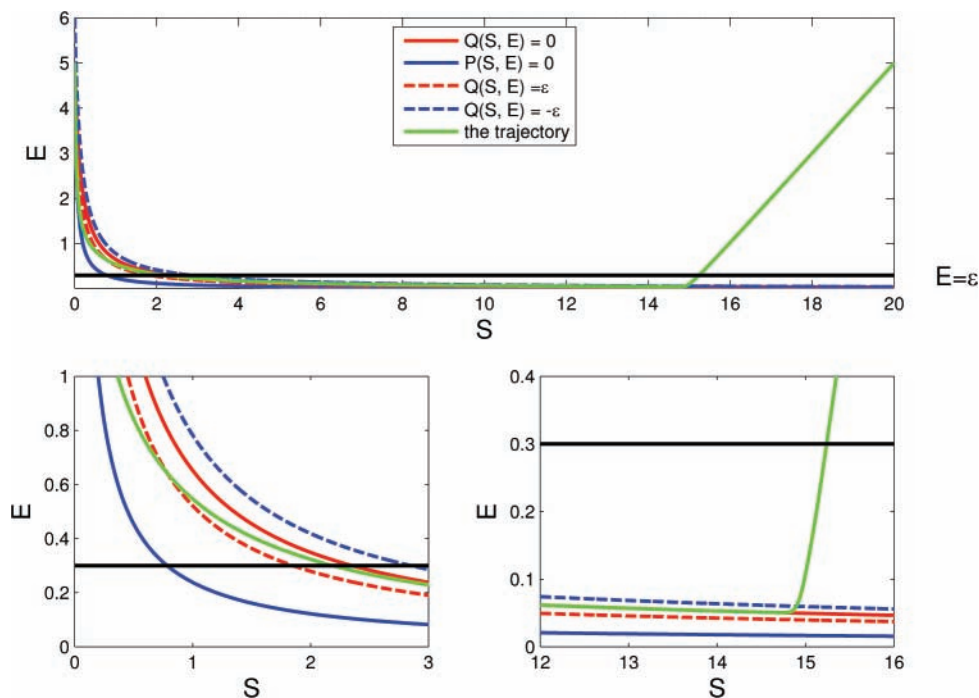 6
5
4
3
2
1
E
Q(S, E) = 0
P(S, E) = 0
Q(S, E) =ε
Q(S, E) = -ε
the trajectory
E=ε
0 2 4 6 8 10 12 14 16 18 20
S
1
0.8
0.6
0.4
0.2
0
E
0 1 2 3
S
0.4
0.3
0.2
0.1
0
E
12 13 14 15 16
S